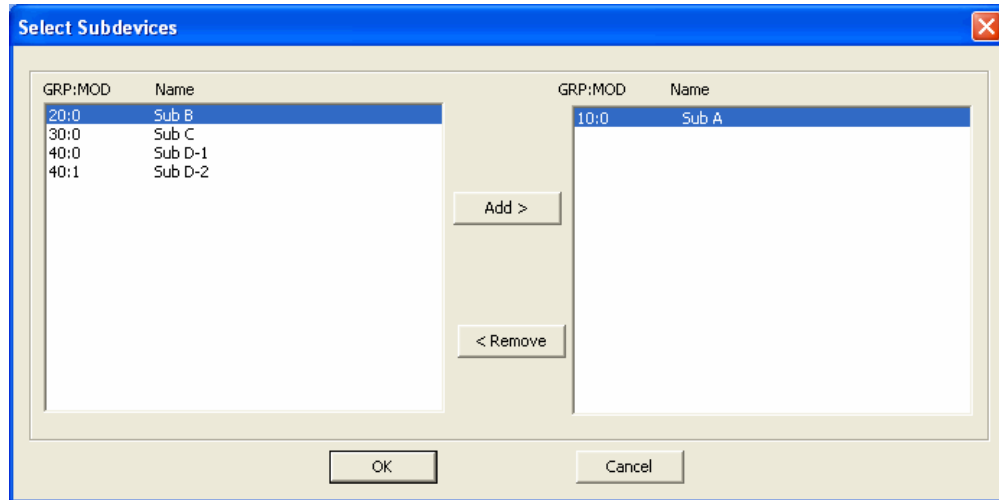 Select Subdevices
GRP:MOD Name
20:0 Sub B
30:0 Sub C
40:0 Sub D-1
40:1 Sub D-2
Add >
< Remove
GRP:MOD Name
10:0 Sub A
OK
Cancel